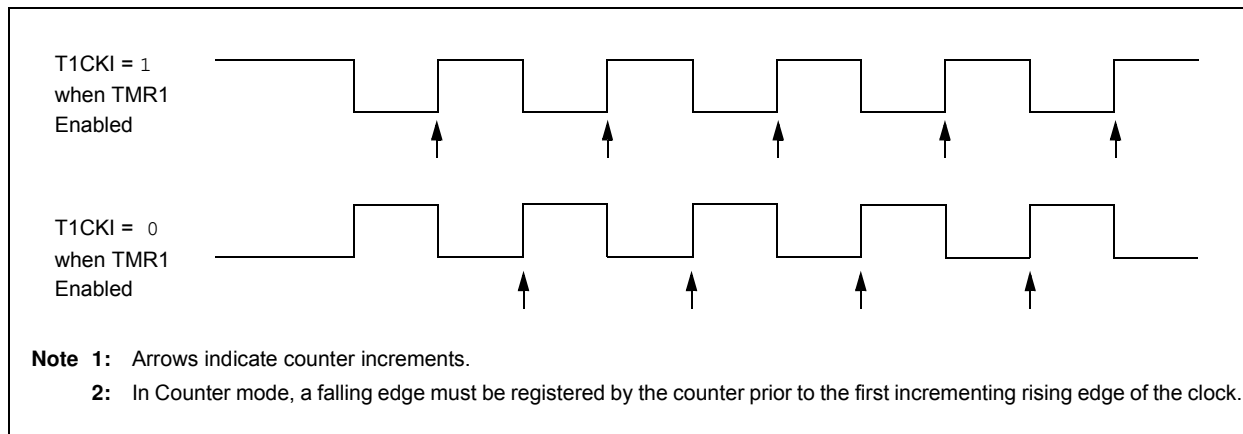 T1CKI = 1
when TMR1
Enabled
T1CKI = 0
when TMR1
Enabled
Note 1: Arrows indicate counter increments.
2: In Counter mode, a falling edge must be registered by the counter prior to the first incrementing rising edge of the clock.